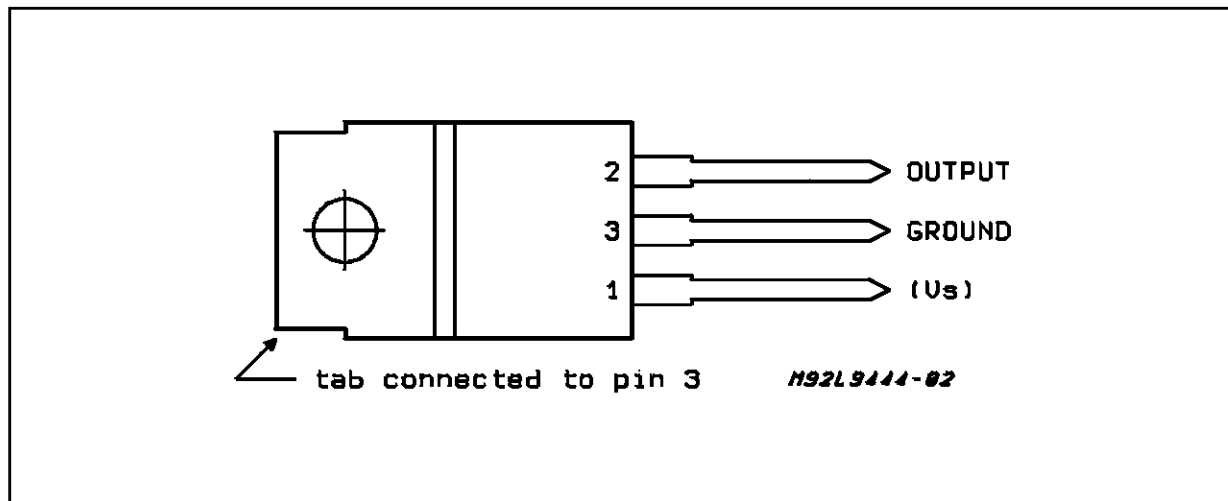 2 OUTPUT
3 GROUND
1 (Vs)
tab connected to pin 3
M92L9444-02